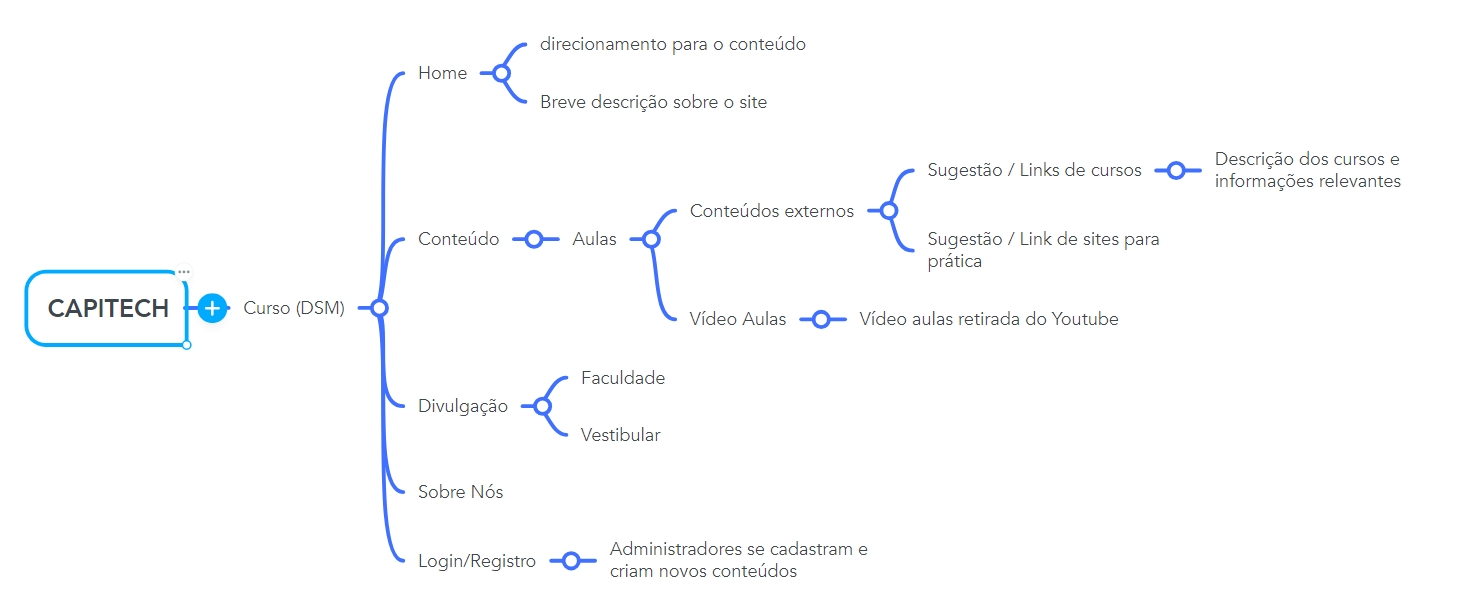 direcionamento para o conteúdo
Home
Breve descrição sobre o site
Descrição dos cursos e
informações relevantes
Sugestão / Links de cursos
Conteúdos externos
Conteúdo
Aulas
Sugestão / Link de sites para
prática
CAPITECH
Curso (DSM)
Vídeo Aulas
Vídeo aulas retirada do Youtube
Faculdade
Divulgação
Vestibular
Sobre Nós
Login/Registro
Administradores se cadastram e
criam novos conteúdos